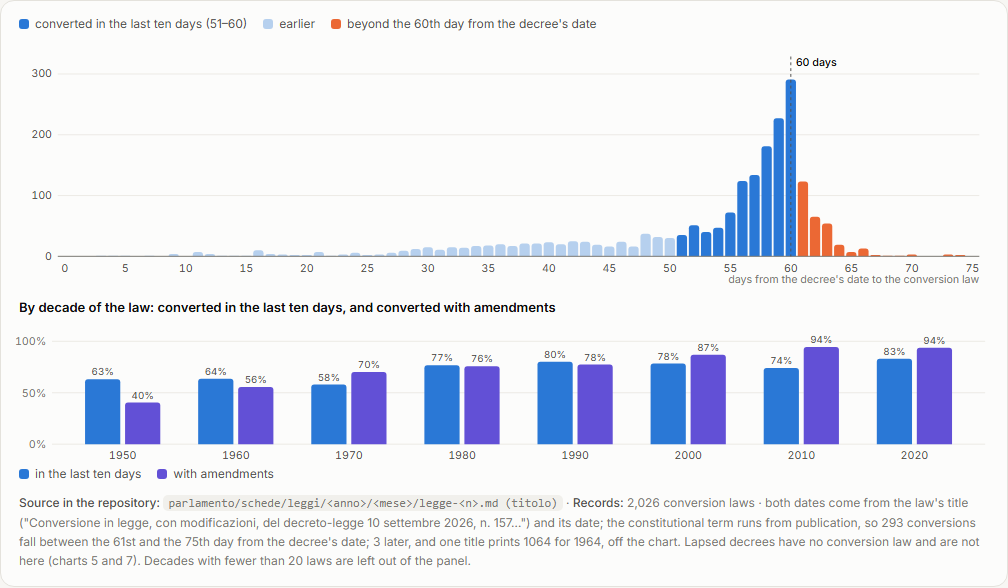 converted in the last ten days (51–60) earlier beyond the 60th day from the decree's date
60 days
300
200
100
0
0 5 10 15 20 25 30 35 40 45 50 55 60 65 70 75
days from the decree's date to the conversion law
By decade of the law: converted in the last ten days, and converted with amendments
100%
50%
0%
63% 40% 64% 56% 58% 70% 77% 76% 80% 78% 78% 87% 74% 94% 83% 94%
1950 1960 1970 1980 1990 2000 2010 2020
in the last ten days with amendments
Source in the repository: parlamento/schede/leggi/<anno>/<mese>/legge-<n>.md (titolo) · Records: 2,026 conversion laws · both dates come from the law's title
("Conversione in legge, con modificazioni, del decreto-legge 10 settembre 2026, n. 157…") and its date; the constitutional term runs from publication, so 293 conversions
fall between the 61st and the 75th day from the decree's date; 3 later, and one title prints 1064 for 1964, off the chart. Lapsed decrees have no conversion law and are not
here (charts 5 and 7). Decades with fewer than 20 laws are left out of the panel.